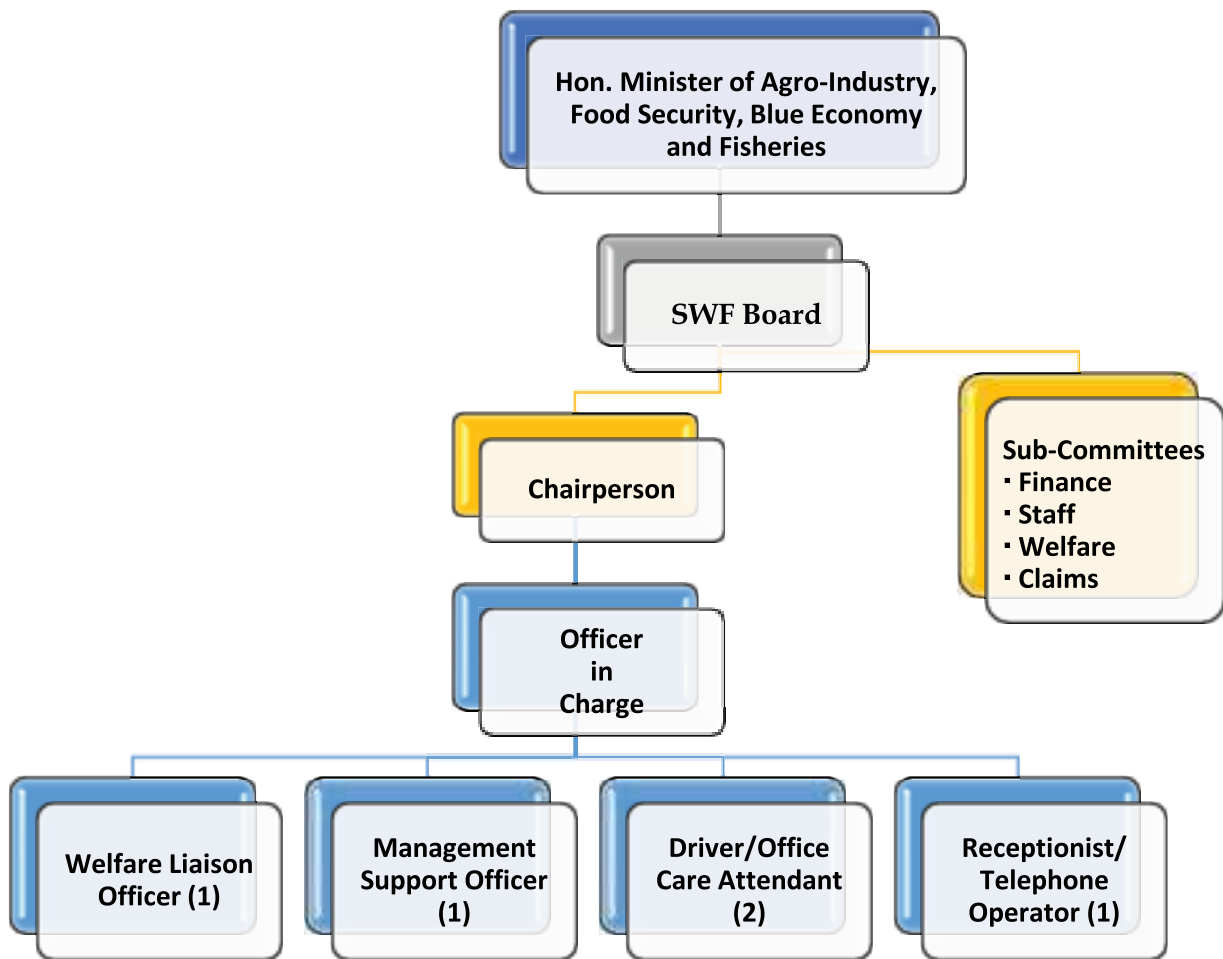 Hon. Minister of Agro-Industry,
Food Security, Blue Economy
and Fisheries
SWF Board
Chairperson
Sub-Committees
▪ Finance
▪ Staff
▪ Welfare
▪ Claims
Officer
in
Charge
Welfare Liaison
Officer (1)
Management
Support Officer
(1)
Driver/Office
Care Attendant
(2)
Receptionist/
Telephone
Operator (1)